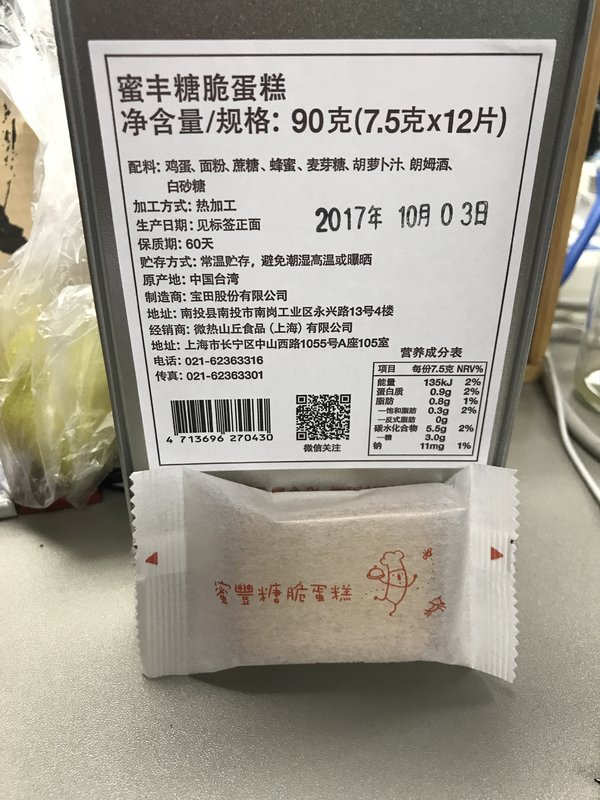 蜜丰糖脆蛋糕
净含量/规格: 90克(7.5克x12片)
配料: 鸡蛋、面粉、蔗糖、蜂蜜、麦芽糖、胡萝卜汁、朗姆酒、
白砂糖
加工方式: 热加工
生产日期: 见标签正面
2017年 10月 03日
保质期: 60天
贮存方式: 常温贮存，避免潮湿高温或曝晒
原产地: 中国台湾
制造商: 宝田股份有限公司
地址: 南投县南投市南岗工业区永兴路13号4楼
经销商: 微热山丘食品（上海）有限公司
地址: 上海市长宁区中山西路1055号A座105室
电话: 021-62363316
传真: 021-62363301
营养成分表
项目 每份7.5克 NRV%
能量 135kJ 2%
蛋白质 0.9g 2%
脂肪 0.8g 1%
—饱和脂肪 0.3g 2%
—反式脂肪 0g
碳水化合物 5.5g 2%
—糖 3.0g
钠 11mg 1%
4 713696 270430
微信关注
蜜豐糖脆蛋糕